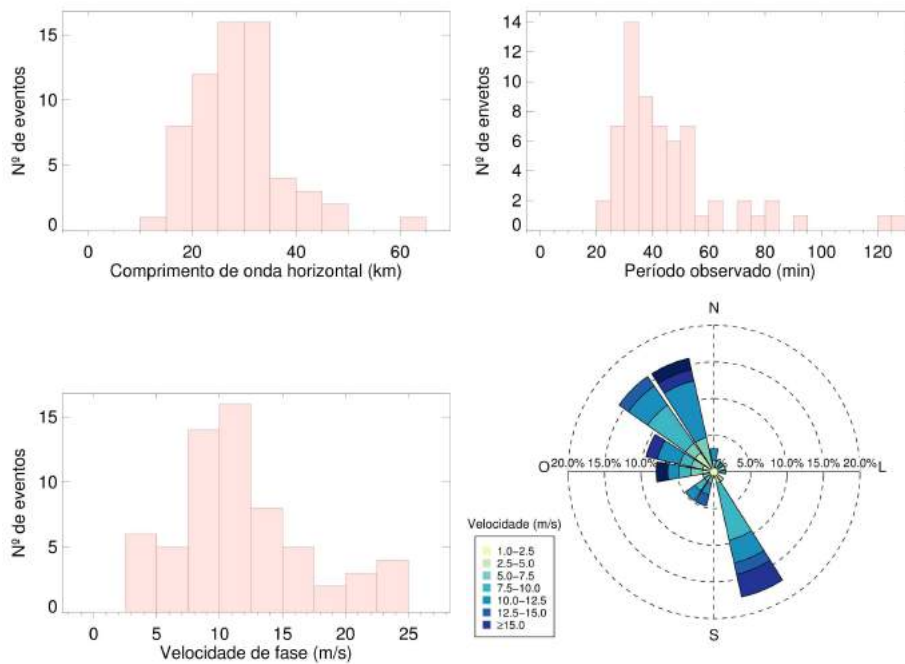 15
10
5
0
Nº de eventos
0 20 40 60
Comprimento de onda horizontal (km)
14
12
10
8
6
4
2
0
Nº de envetos
0 20 40 60 80 100 120
Período observado (min)
15
10
5
0
Nº de eventos
0 5 10 15 20 25
Velocidade de fase (m/s)
N
O 20.0% 15.0% 10.0% 5.0% 10.0% 15.0% 20.0% L
S
Velocidade (m/s)
1.0−2.5
2.5−5.0
5.0−7.5
7.5−10.0
10.0−12.5
12.5−15.0
≥15.0